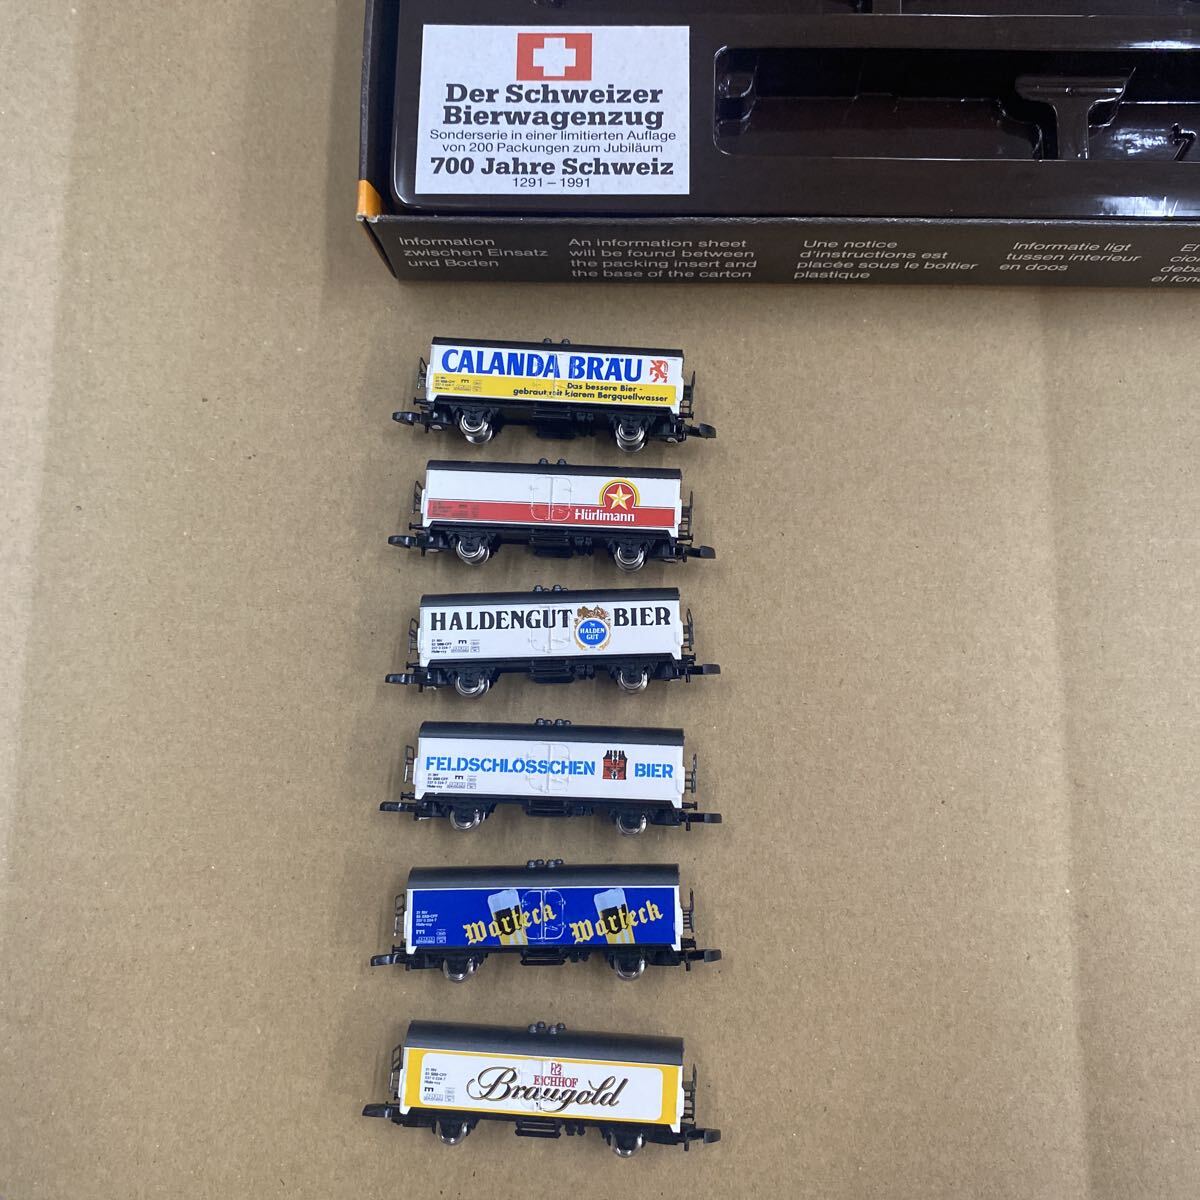 Der Schweizer
Bierwagenzug
Sonderserie in einer limitierten Auflage
von 200 Packungen zum Jubiläum
700 Jahre Schweiz
1291 – 1991
Information
zwischen Einsatz
und Boden
An information sheet
will be found between
the packing insert and
the base of the carton
Une notice
d'instructions est
placée sous le boîtier
plastique
Informatie ligt
tussen interieur
en doos
CALANDA BRÄU
Das bessere Bier -
gebraut mit klarem Bergquellwasser
Hürlimann
HALDENGUT BIER
HALDEN
GUT
FELDSCHLÖSSCHEN BIER
Warteck Warteck
EICHHOF
Braugold